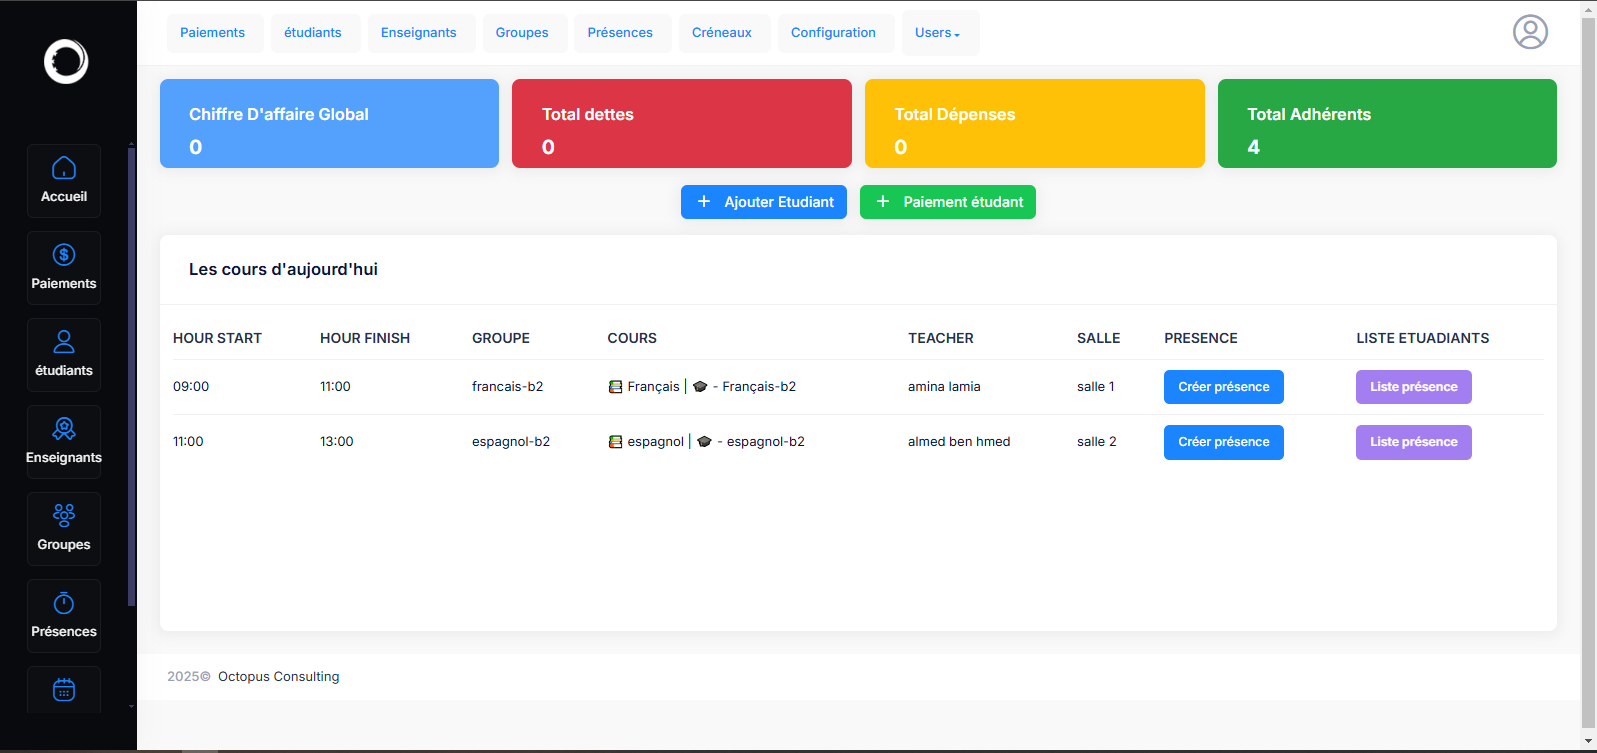 Paiements étudiants Enseignants Groupes Présences Créneaux Configuration Users
Accueil
Paiements
étudiants
Enseignants
Groupes
Présences
Chiffre D'affaire Global
0
Total dettes
0
Total Dépenses
0
Total Adhérents
4
+ Ajouter Etudiant
+ Paiement étudant
Les cours d'aujourd'hui
HOUR START HOUR FINISH GROUPE COURS TEACHER SALLE PRESENCE LISTE ETUADIANTS
09:00 11:00 francais-b2 📚 Français | 🎓 - Français-b2 amina lamia salle 1 Créer présence Liste présence
11:00 13:00 espagnol-b2 📚 espagnol | 🎓 - espagnol-b2 almed ben hmed salle 2 Créer présence Liste présence
2025© Octopus Consulting